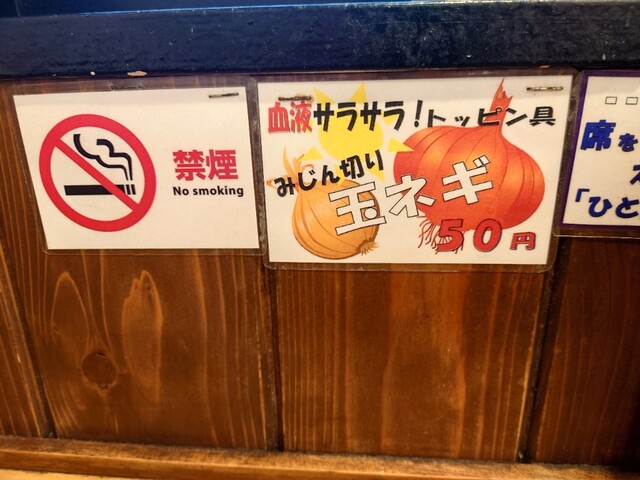 禁煙
No smoking
血液サラサラ！トッピン具
みじん切り
玉ネギ
50円
席を
「ひと